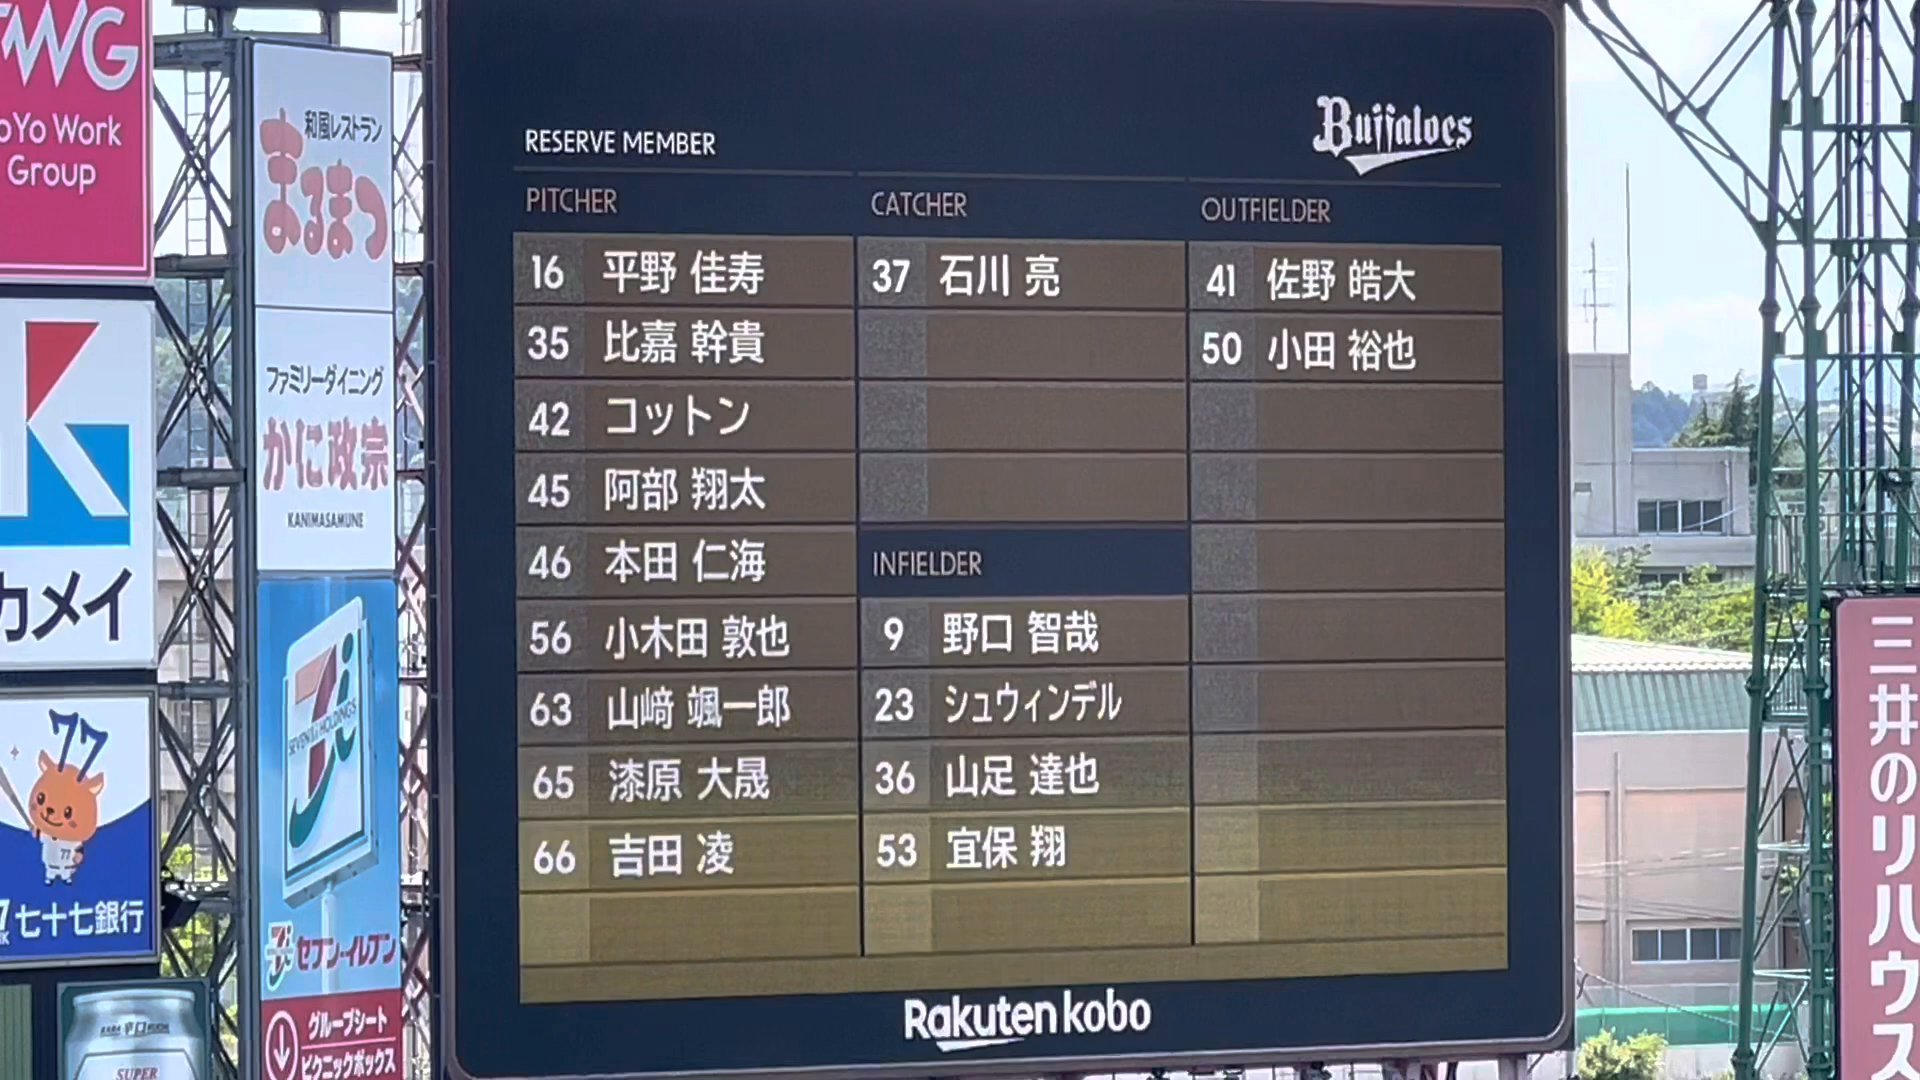 WG
oYo Work
Group
カメイ
77
77
七十七銀行
和風レストラン
まるまつ
ファミリーダイニング
かに政宗
KANIMASAMUNE
SEVEN & i HOLDINGS
セブン-イレブン
グループシート
ピクニックボックス
辛口
SUPER
RESERVE MEMBER
Buffaloes
PITCHER
16 平野 佳寿
35 比嘉 幹貴
42 コットン
45 阿部 翔太
46 本田 仁海
56 小木田 敦也
63 山﨑 颯一郎
65 漆原 大晟
66 吉田 凌
CATCHER
37 石川 亮
INFIELDER
9 野口 智哉
23 シュウィンデル
36 山足 達也
53 宜保 翔
OUTFIELDER
41 佐野 皓大
50 小田 裕也
Rakuten kobo
三井のリハウス